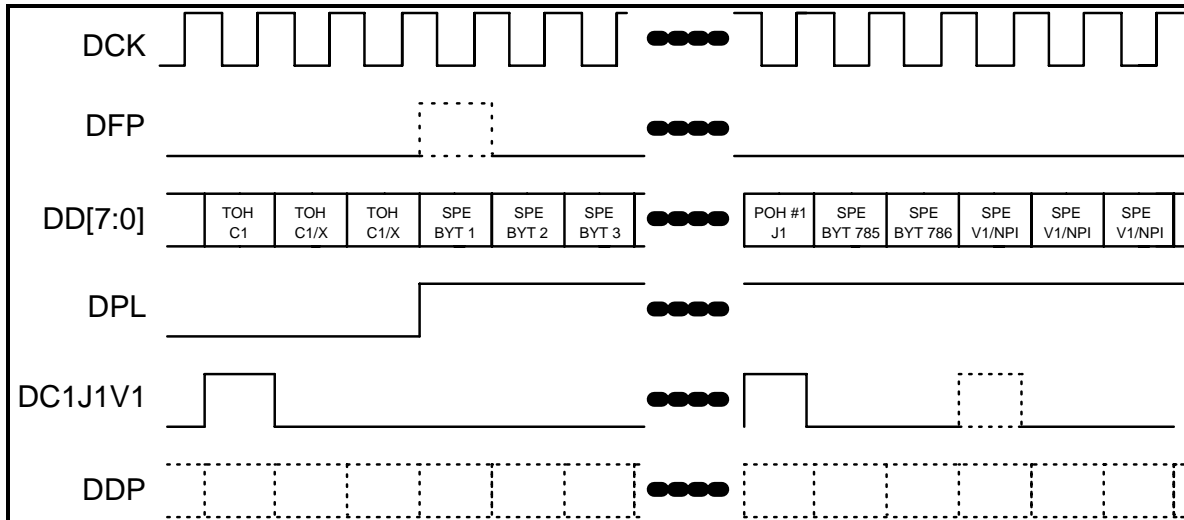 DCK
DFP
DD[7:0]
TOH C1
TOH C1/X
TOH C1/X
SPE BYT 1
SPE BYT 2
SPE BYT 3
POH #1 J1
SPE BYT 785
SPE BYT 786
SPE V1/NPI
SPE V1/NPI
SPE V1/NPI
DPL
DC1J1V1
DDP